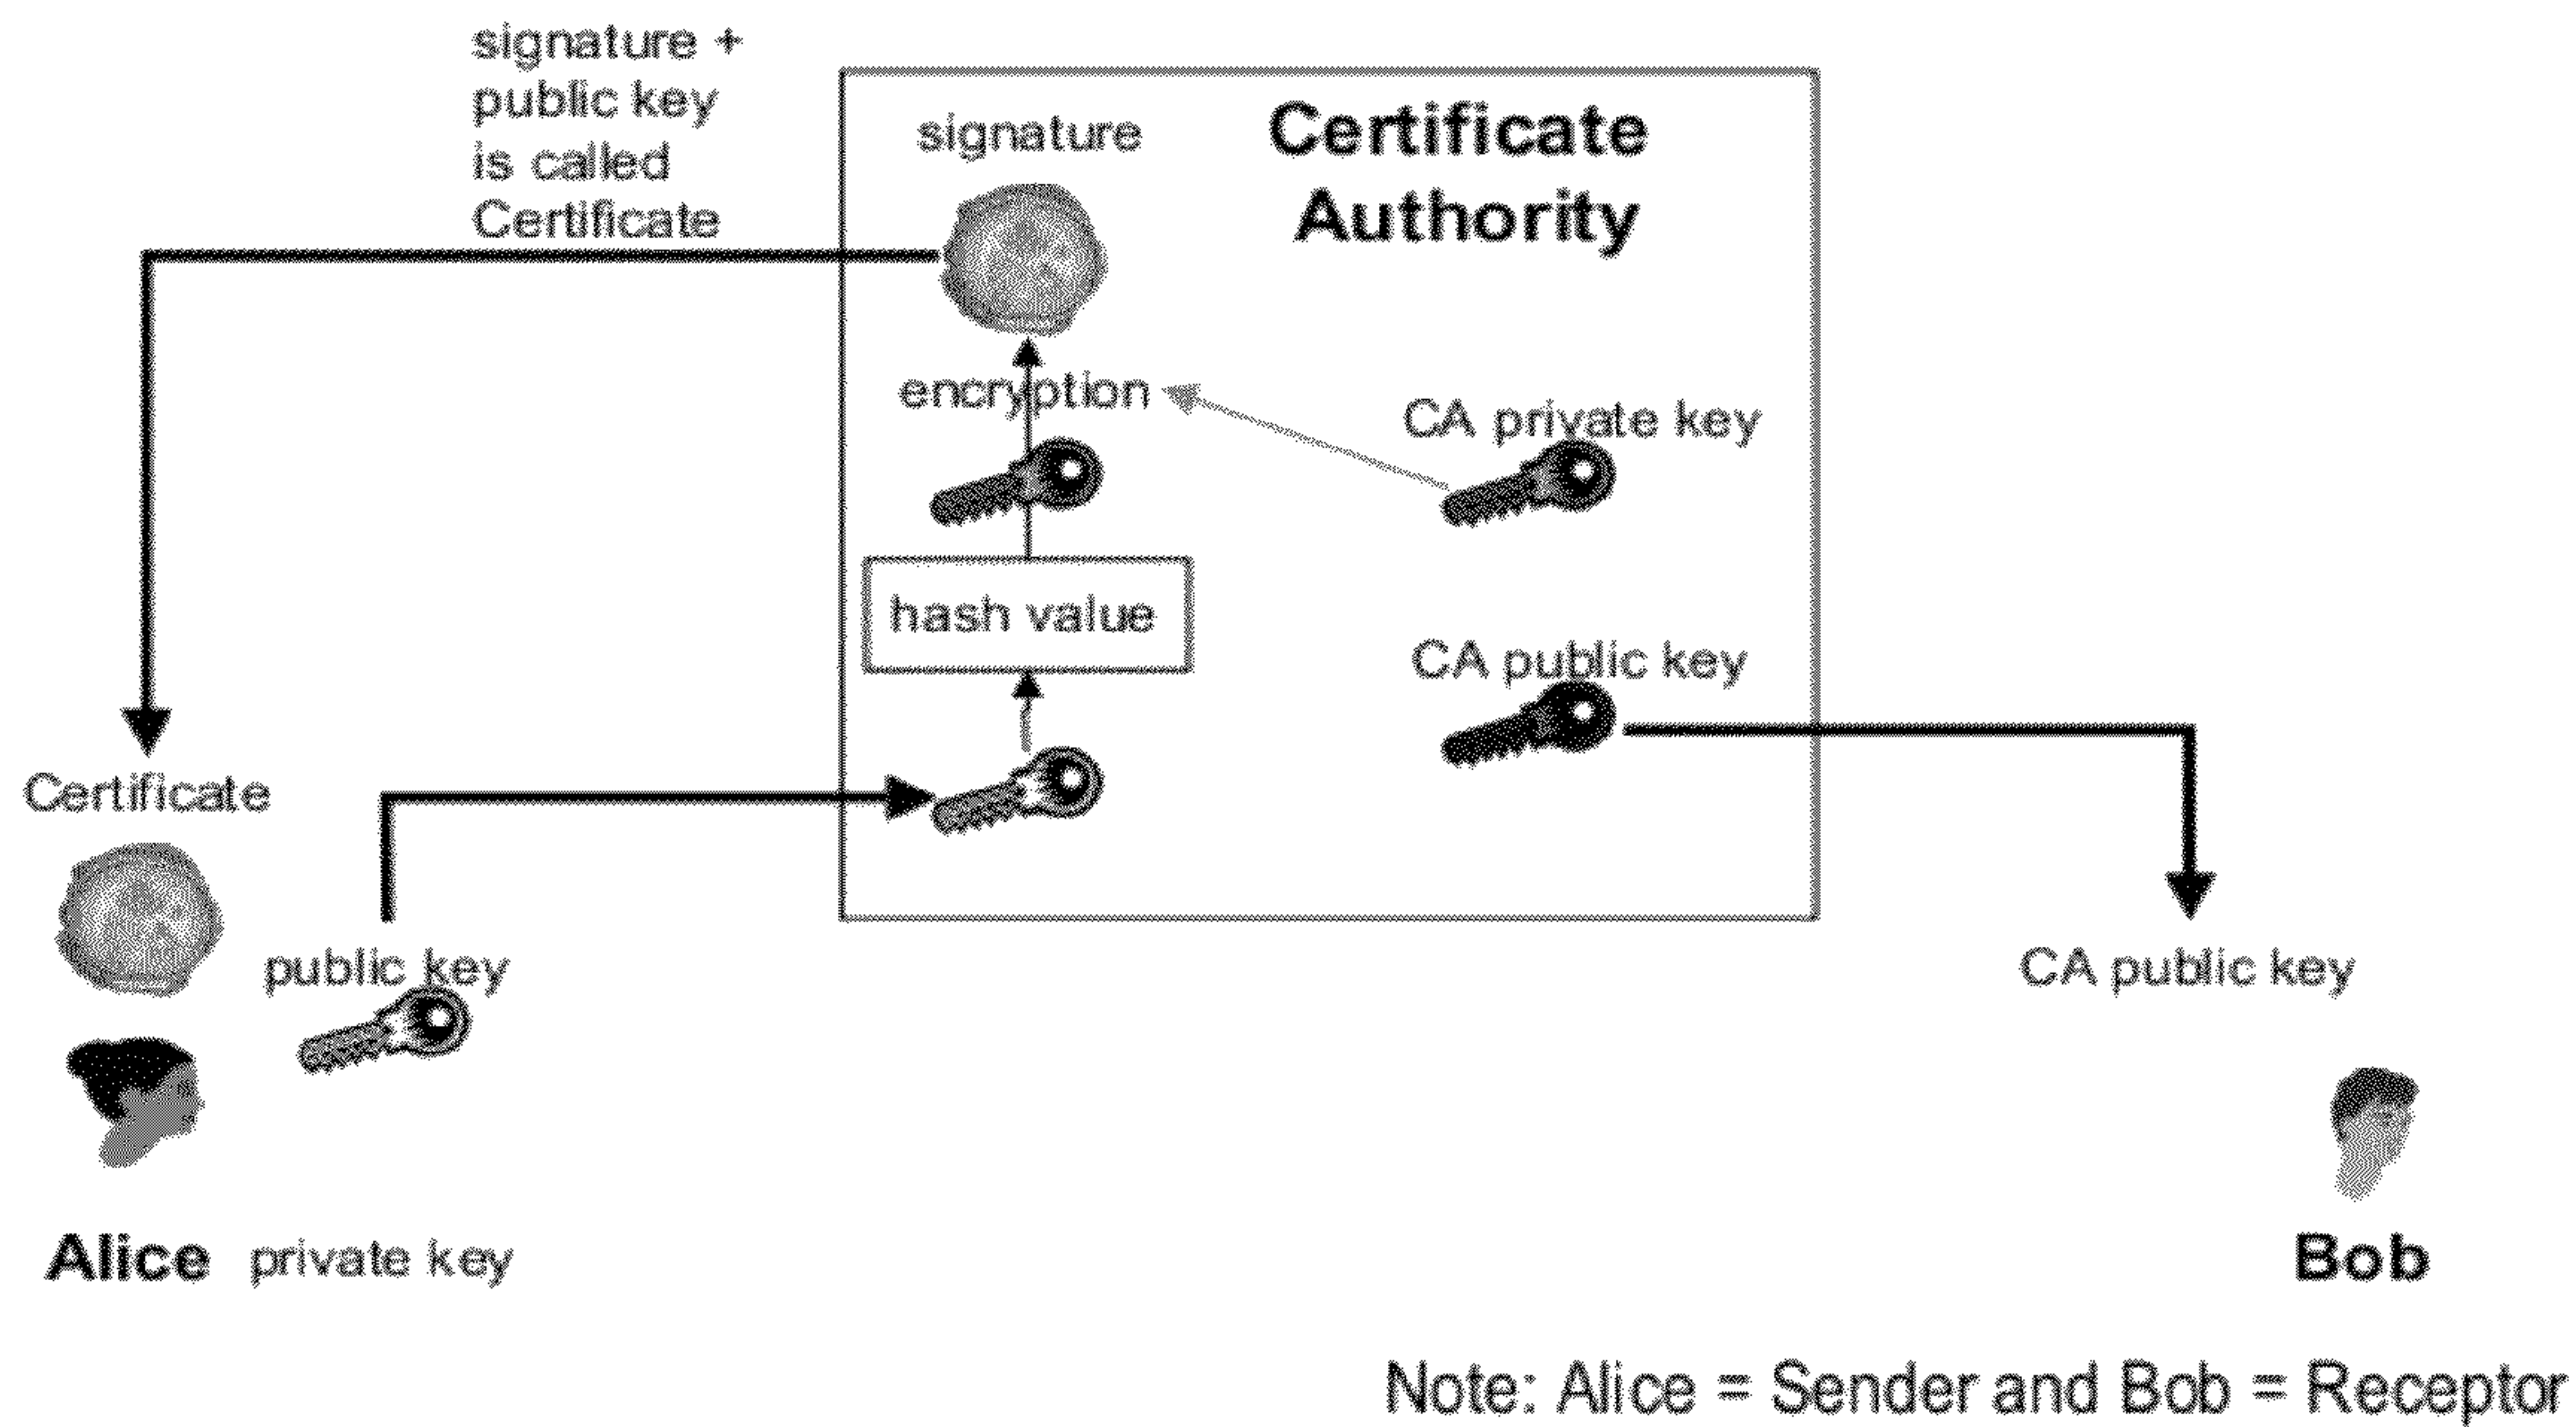 signature +
public key
is called
Certificate
signature
Certificate
Authority
encryption
CA private key
hash value
CA public key
Certificate
public key
CA public key
Alice private key
Bob
Note: Alice = Sender and Bob = Receptor